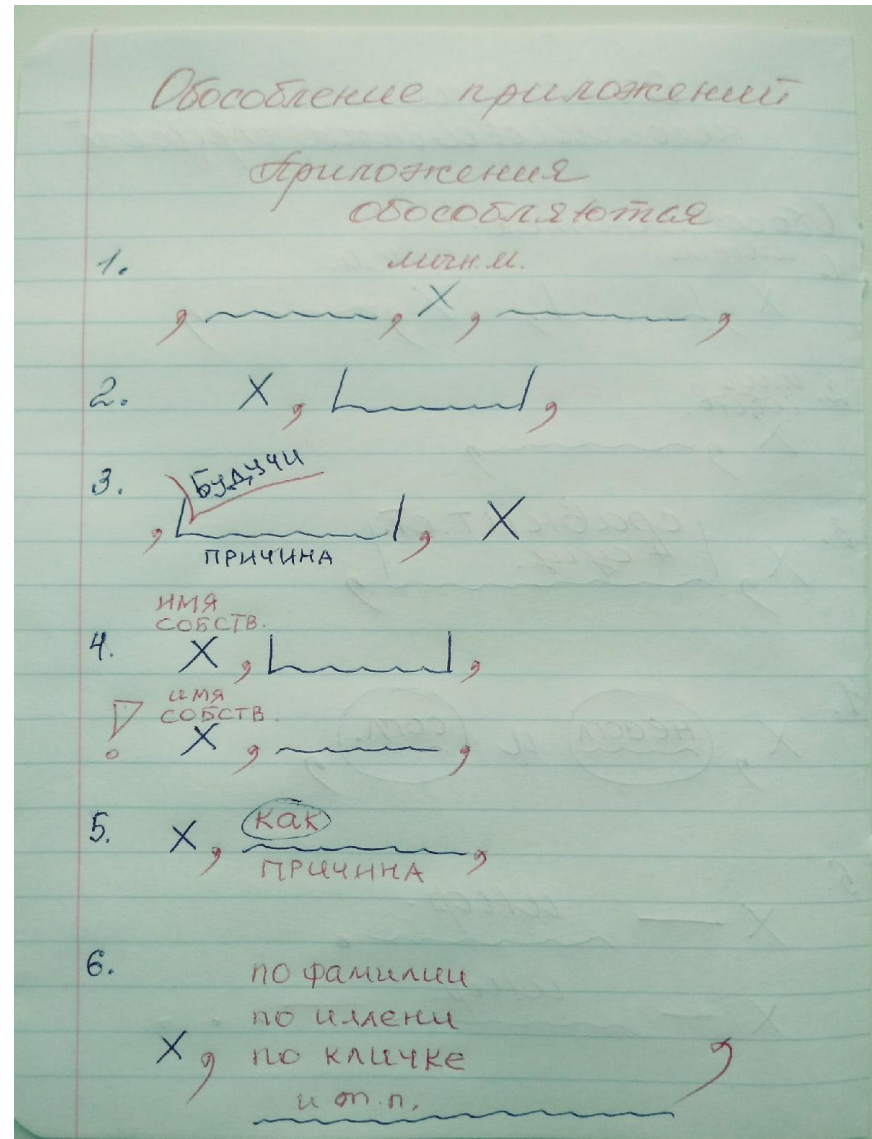 Обособление приложений
Приложения
обособляются
1. личн.м.
, , X, ,
2. X, ,
3. БУДУЧИ
, , X
ПРИЧИНА
ИМЯ
СОБСТВ.
4. X, ,
ИМЯ
СОБСТВ.
! X, ,
5. X, как ,
ПРИЧИНА
6. по фамилии
по имени
X, по кличке ,
и т.п.